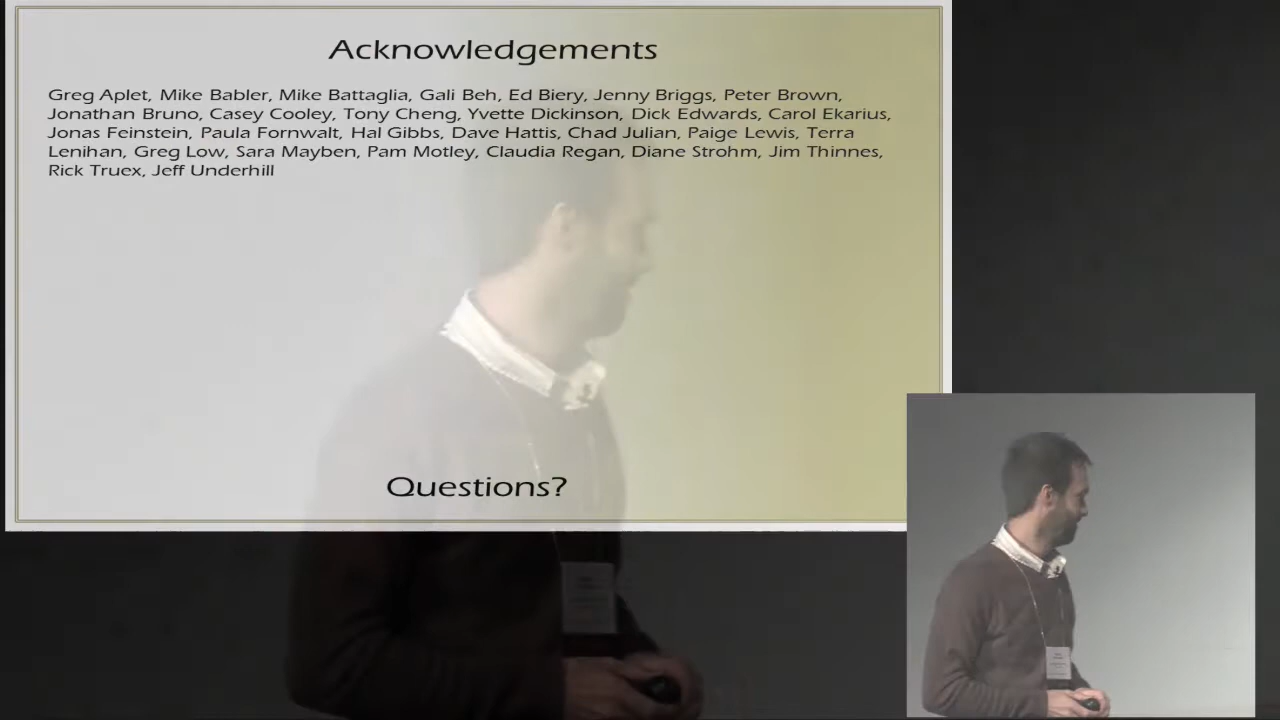 Acknowledgements
Greg Aplet, Mike Babler, Mike Battaglia, Gali Beh, Ed Biery, Jenny Briggs, Peter Brown,
Jonathan Bruno, Casey Cooley, Tony Cheng, Yvette Dickinson, Dick Edwards, Carol Ekarius,
Jonas Feinstein, Paula Fornwalt, Hal Gibbs, Dave Hattis, Chad Julian, Paige Lewis, Terra
Lenihan, Greg Low, Sara Mayben, Pam Motley, Claudia Regan, Diane Strohm, Jim Thinnes,
Rick Truex, Jeff Underhill
Questions?